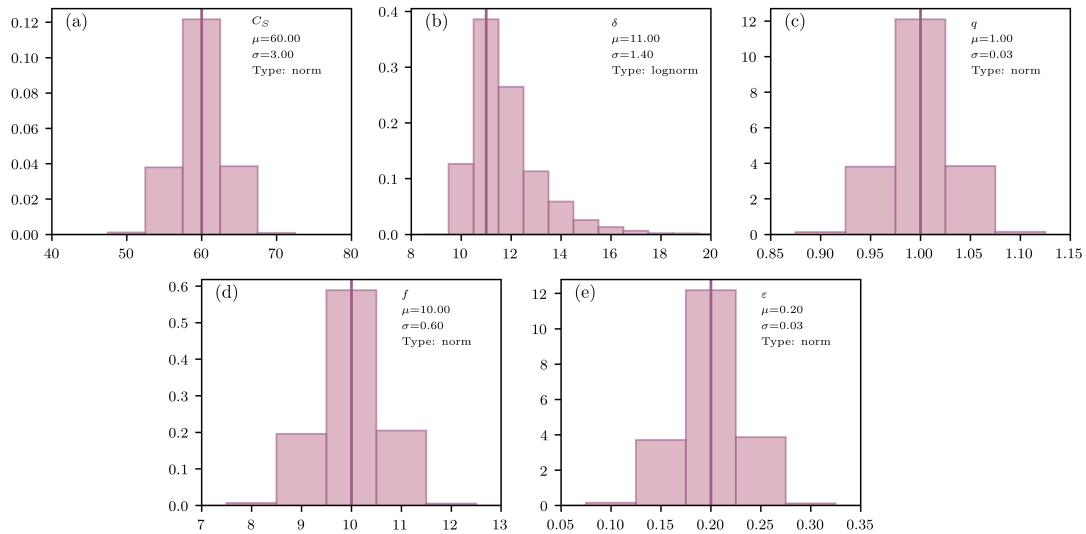 (a)
C_S
μ=60.00
σ=3.00
Type: norm
0.12
0.10
0.08
0.06
0.04
0.02
0.00
40 50 60 70 80
(b)
δ
μ=11.00
σ=1.40
Type: lognorm
0.4
0.3
0.2
0.1
0.0
8 10 12 14 16 18 20
(c)
q
μ=1.00
σ=0.03
Type: norm
12
10
8
6
4
2
0
0.85 0.90 0.95 1.00 1.05 1.10 1.15
(d)
f
μ=10.00
σ=0.60
Type: norm
0.6
0.5
0.4
0.3
0.2
0.1
0.0
7 8 9 10 11 12 13
(e)
ε
μ=0.20
σ=0.03
Type: norm
12
10
8
6
4
2
0
0.05 0.10 0.15 0.20 0.25 0.30 0.35